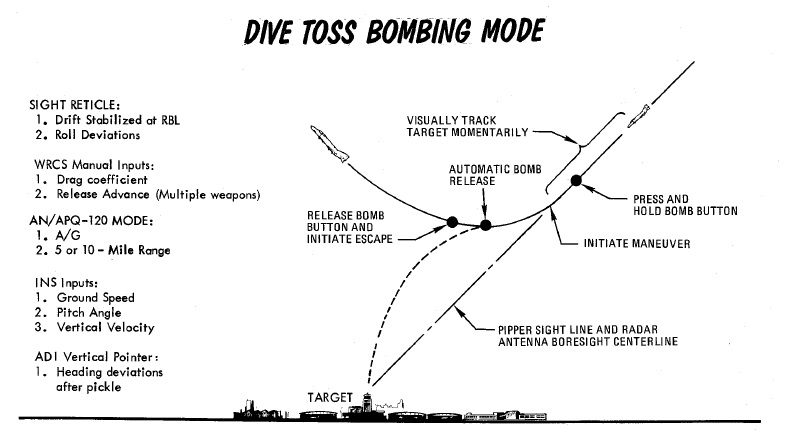 DIVE TOSS BOMBING MODE
SIGHT RETICLE:
1. Drift Stabilized at RBL
2. Roll Deviations
WRCS Manual Inputs:
1. Drag coefficient
2. Release Advance (Multiple weapons)
AN/APQ-120 MODE:
1. A/G
2. 5 or 10 - Mile Range
INS Inputs:
1. Ground Speed
2. Pitch Angle
3. Vertical Velocity
ADI Vertical Pointer:
1. Heading deviations
after pickle
VISUALLY TRACK
TARGET MOMENTARILY
AUTOMATIC BOMB
RELEASE
RELEASE BOMB
BUTTON AND
INITIATE ESCAPE
PRESS AND
HOLD BOMB BUTTON
INITIATE MANEUVER
PIPPER SIGHT LINE AND RADAR
ANTENNA BORESIGHT CENTERLINE
TARGET